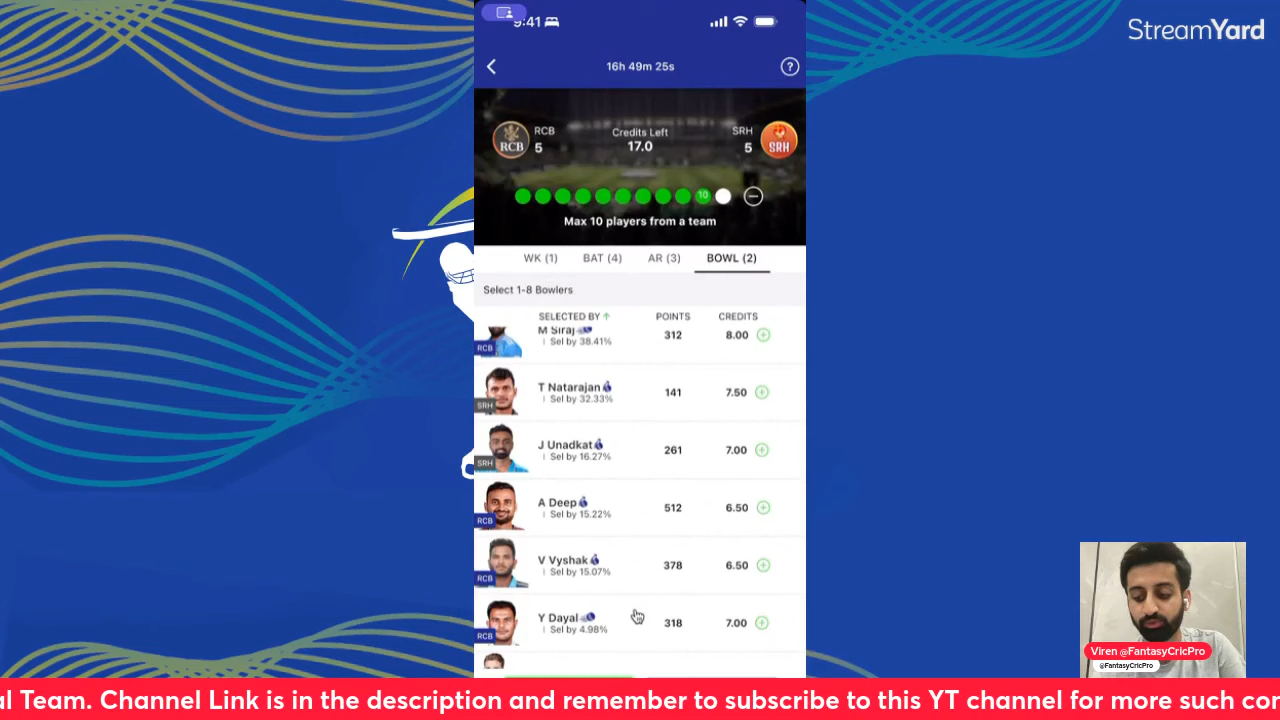 9:41
StreamYard
16h 49m 25s
?
RCB
5
Credits Left
17.0
SRH
5
RCB
SRH
10
Max 10 players from a team
WK (1)
BAT (4)
AR (3)
BOWL (2)
Select 1-8 Bowlers
SELECTED BY ↑
POINTS
CREDITS
M Siraj
Sel by 38.41%
312
8.00
RCB
T Natarajan
Sel by 32.33%
141
7.50
SRH
J Unadkat
Sel by 16.27%
261
7.00
SRH
A Deep
Sel by 15.22%
512
6.50
RCB
V Vyshak
Sel by 15.07%
378
6.50
RCB
Y Dayal
Sel by 4.98%
318
7.00
RCB
Viren @FantasyCricPro
@FantasyCricPro
al Team. Channel Link is in the description and remember to subscribe to this YT channel for more such con